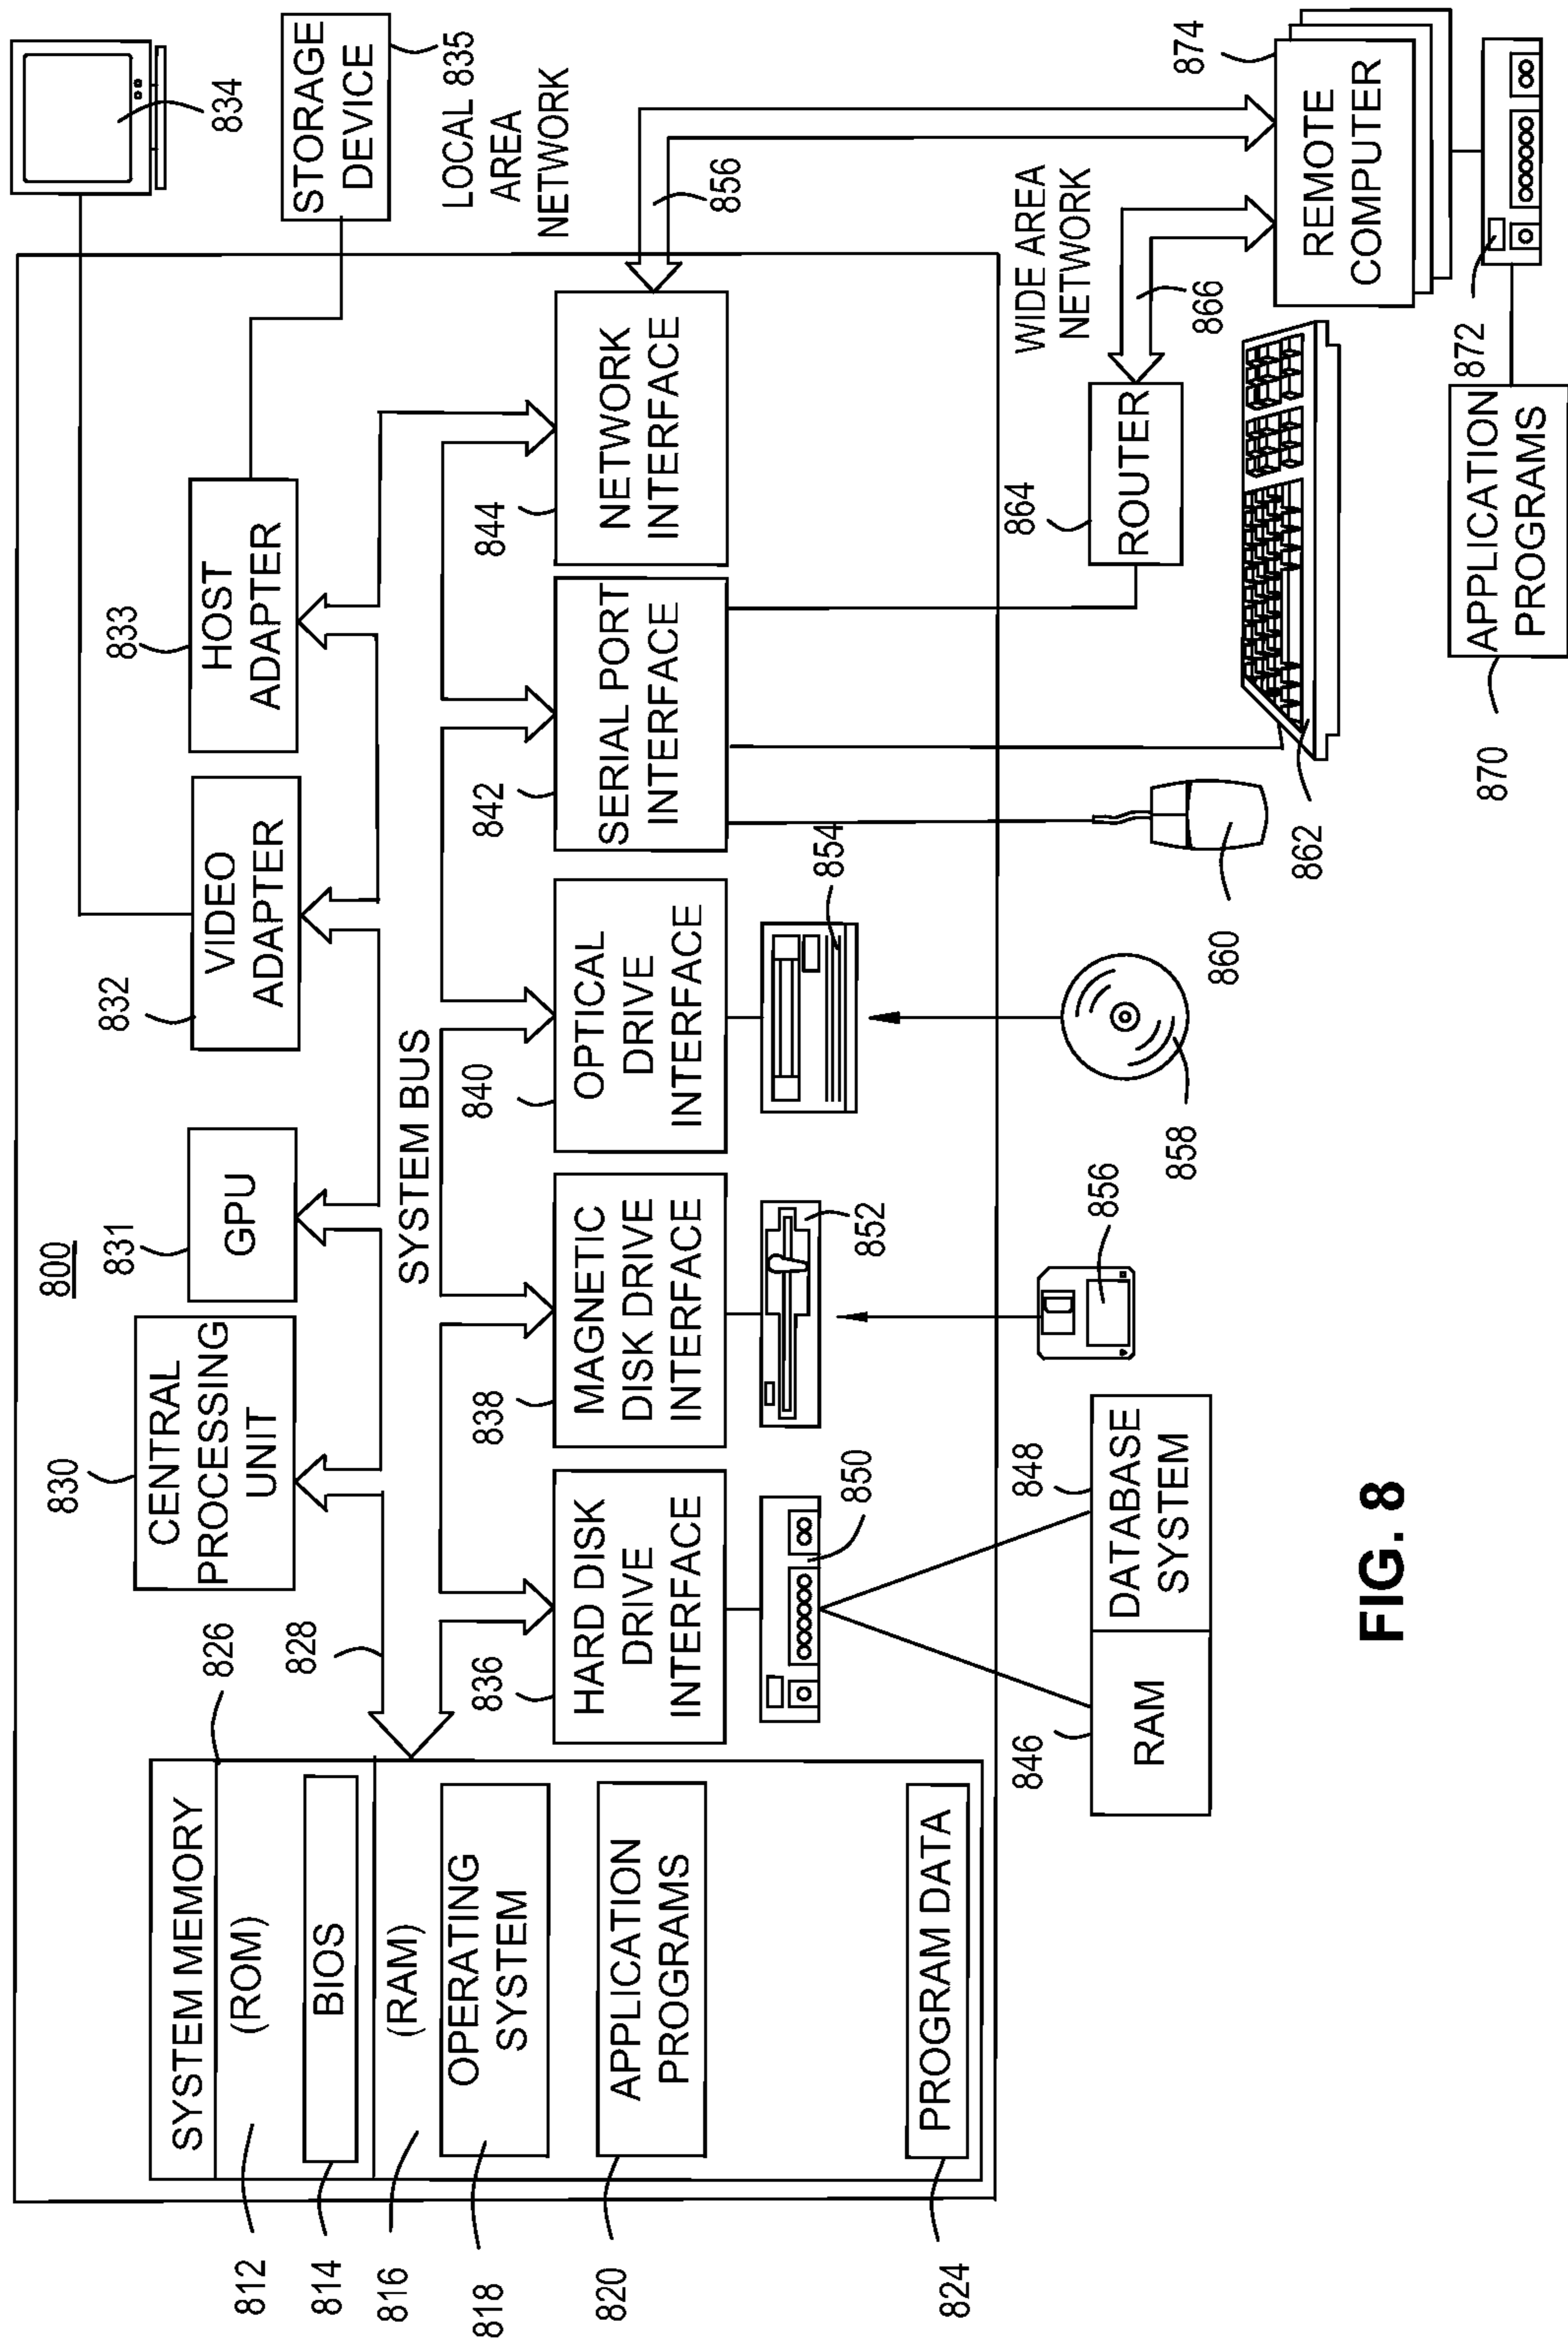 800
834
830
831
832
833
CENTRAL
PROCESSING
UNIT
GPU
VIDEO
ADAPTER
HOST
ADAPTER
STORAGE
DEVICE
835
LOCAL
AREA
NETWORK
826
828
SYSTEM BUS
SYSTEM MEMORY
812
(ROM)
814
BIOS
816
(RAM)
818
OPERATING
SYSTEM
820
APPLICATION
PROGRAMS
824
PROGRAM DATA
836
HARD DISK
DRIVE
INTERFACE
838
MAGNETIC
DISK DRIVE
INTERFACE
840
OPTICAL
DRIVE
INTERFACE
842
SERIAL PORT
INTERFACE
844
NETWORK
INTERFACE
856
850
852
854
WIDE AREA
NETWORK
864
ROUTER
866
846
RAM
848
DATABASE
SYSTEM
856
858
860
862
874
REMOTE
COMPUTER
872
870
APPLICATION
PROGRAMS
FIG. 8